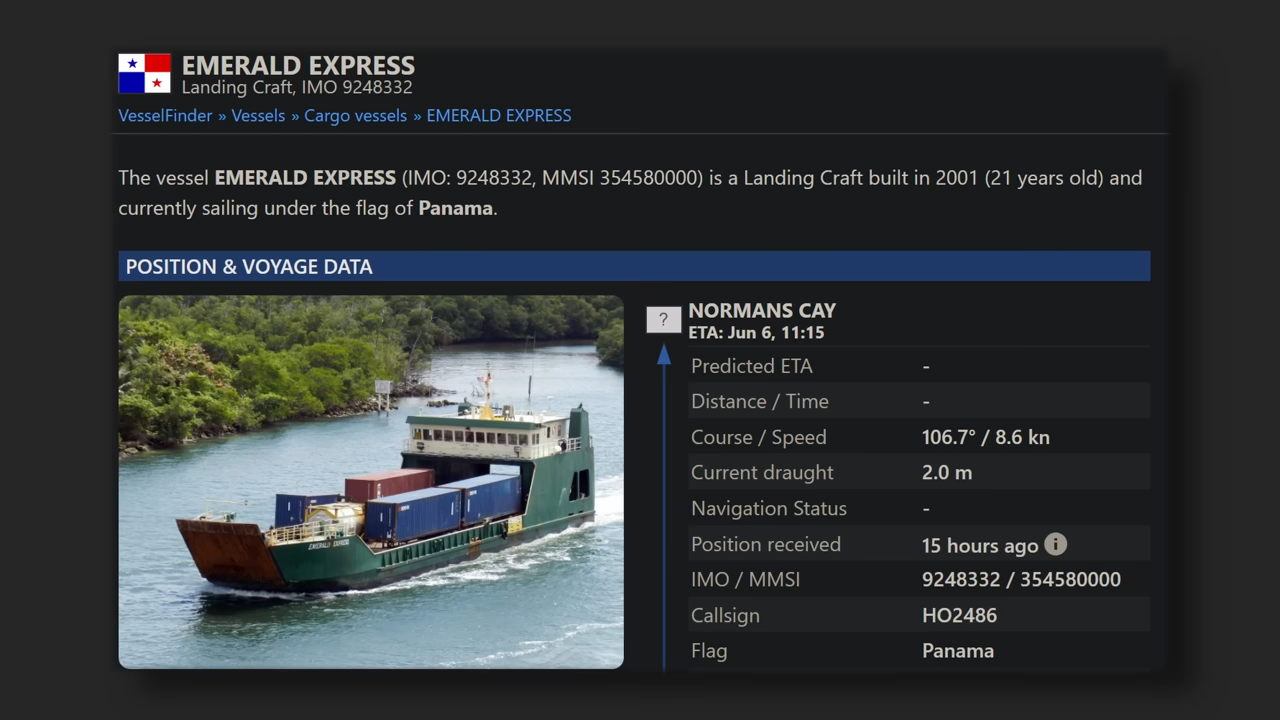 EMERALD EXPRESS
Landing Craft, IMO 9248332
VesselFinder » Vessels » Cargo vessels » EMERALD EXPRESS
The vessel EMERALD EXPRESS (IMO: 9248332, MMSI 354580000) is a Landing Craft built in 2001 (21 years old) and
currently sailing under the flag of Panama.
POSITION & VOYAGE DATA
? NORMANS CAY
ETA: Jun 6, 11:15
Predicted ETA -
Distance / Time -
Course / Speed 106.7° / 8.6 kn
Current draught 2.0 m
Navigation Status -
Position received 15 hours ago i
IMO / MMSI 9248332 / 354580000
Callsign HO2486
Flag Panama
EMERALD EXPRESS